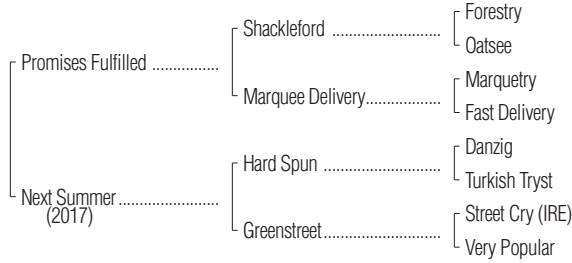 Forestry
Shackleford ..................
Oatsee
Promises Fulfilled ...............
Marquetry
Marquee Delivery....................
Fast Delivery
Danzig
Hard Spun ......................
Turkish Tryst
Next Summer.......................
(2017)
Street Cry (IRE)
Greenstreet..........................
Very Popular